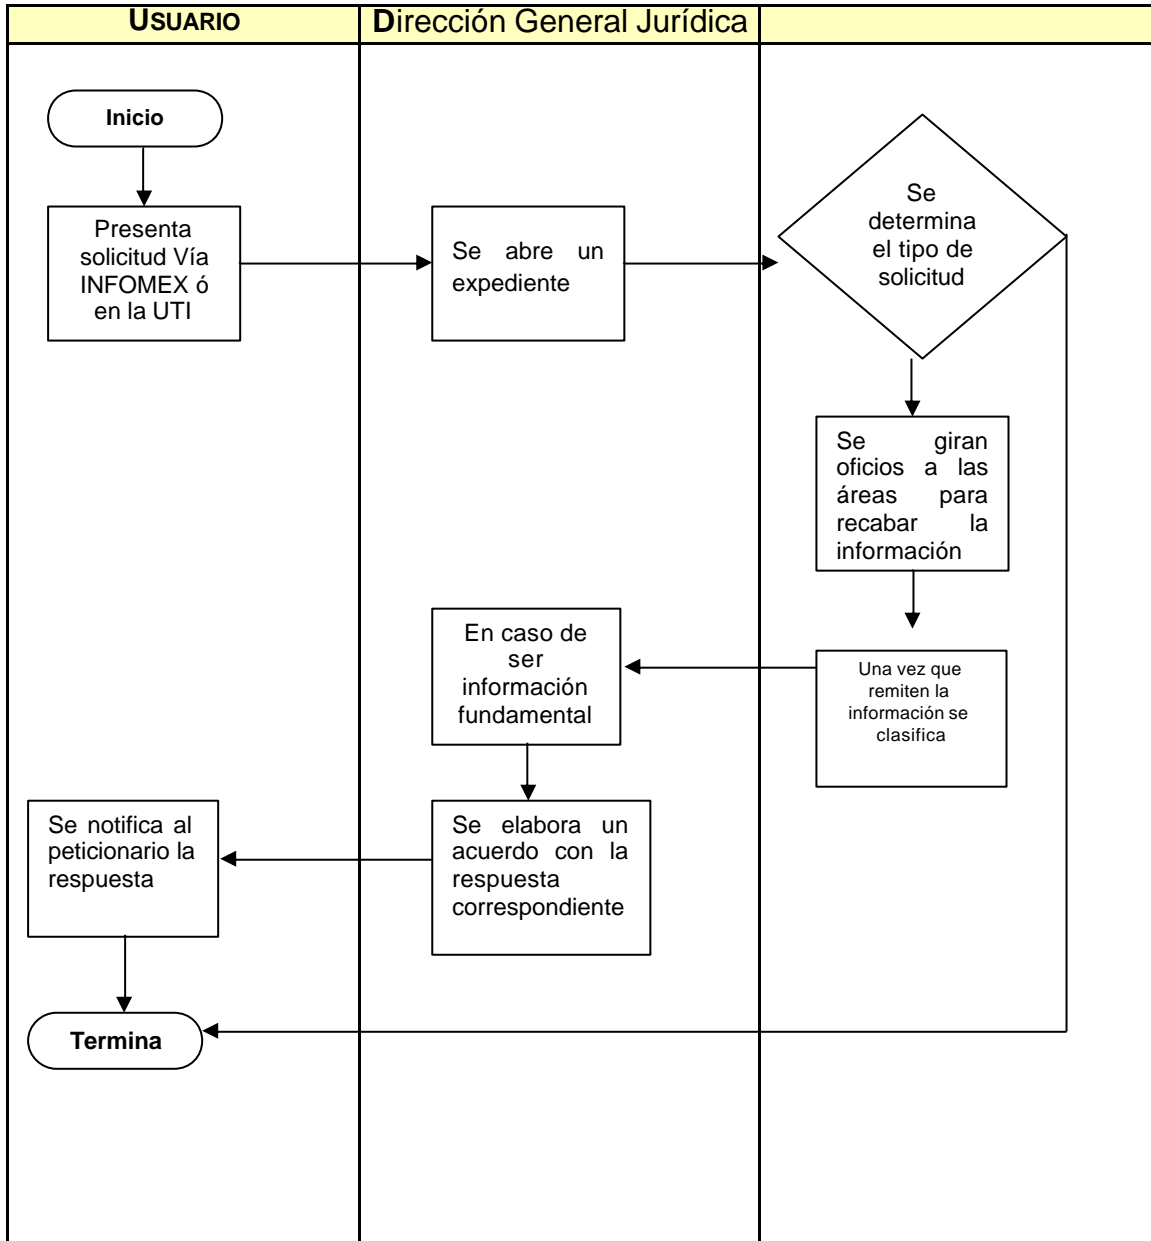 USUARIO
Dirección General Jurídica
Inicio
Presenta
solicitud Vía
INFOMEX ó
en la UTI
Se abre un
expediente
Se
determina
el tipo de
solicitud
Se giran
oficios a las
áreas para
recabar la
información
Una vez que
remiten la
información se
clasifica
En caso de
ser
información
fundamental
Se elabora un
acuerdo con la
respuesta
correspondiente
Se notifica al
peticionario la
respuesta
Termina